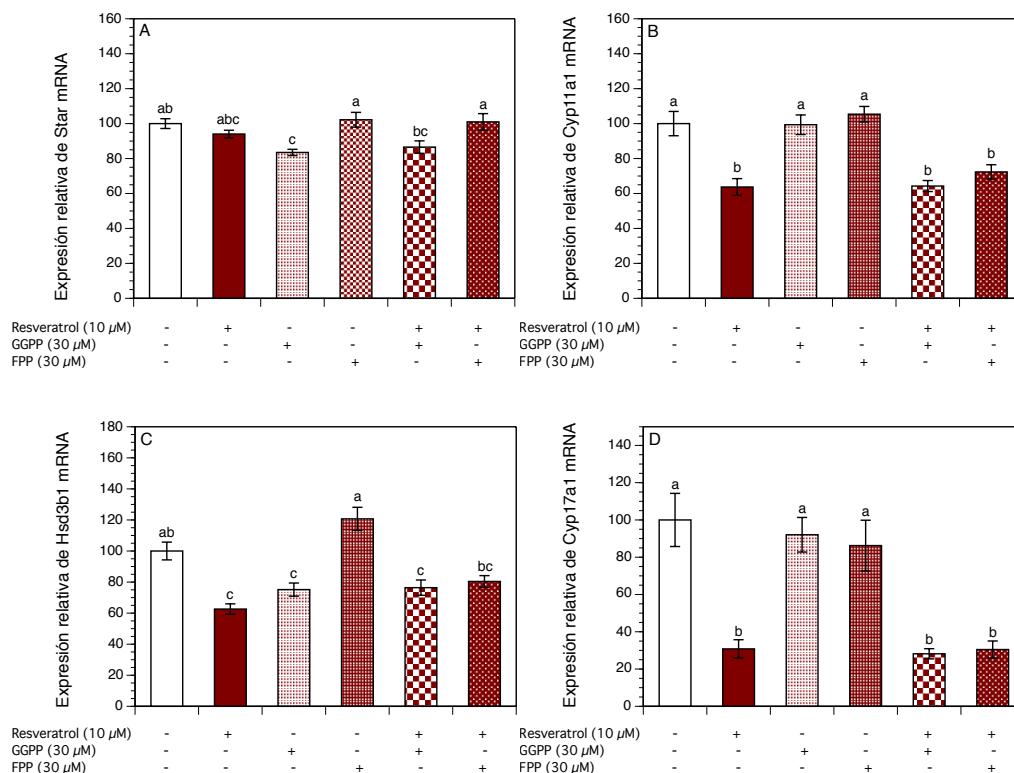 A
Expresión relativa de Star mRNA
160
140
120
100
80
60
40
20
0
ab
abc
c
a
bc
a
Resveratrol (10 µM) - + - - + +
GGPP (30 µM) - - + - + -
FPP (30 µM) - - - + - +
B
Expresión relativa de Cyp11a1 mRNA
160
140
120
100
80
60
40
20
0
a
b
a
a
b
b
Resveratrol (10 µM) - + - - + +
GGPP (30 µM) - - + - + -
FPP (30 µM) - - - + - +
C
Expresión relativa de Hsd3b1 mRNA
180
160
140
120
100
80
60
40
20
0
ab
c
c
a
c
bc
Resveratrol (10 µM) - + - - + +
GGPP (30 µM) - - + - + -
FPP (30 µM) - - - + - +
D
Expresión relativa de Cyp17a1 mRNA
140
120
100
80
60
40
20
0
a
b
a
a
b
b
Resveratrol (10 µM) - + - - + +
GGPP (30 µM) - - + - + -
FPP (30 µM) - - - + - +